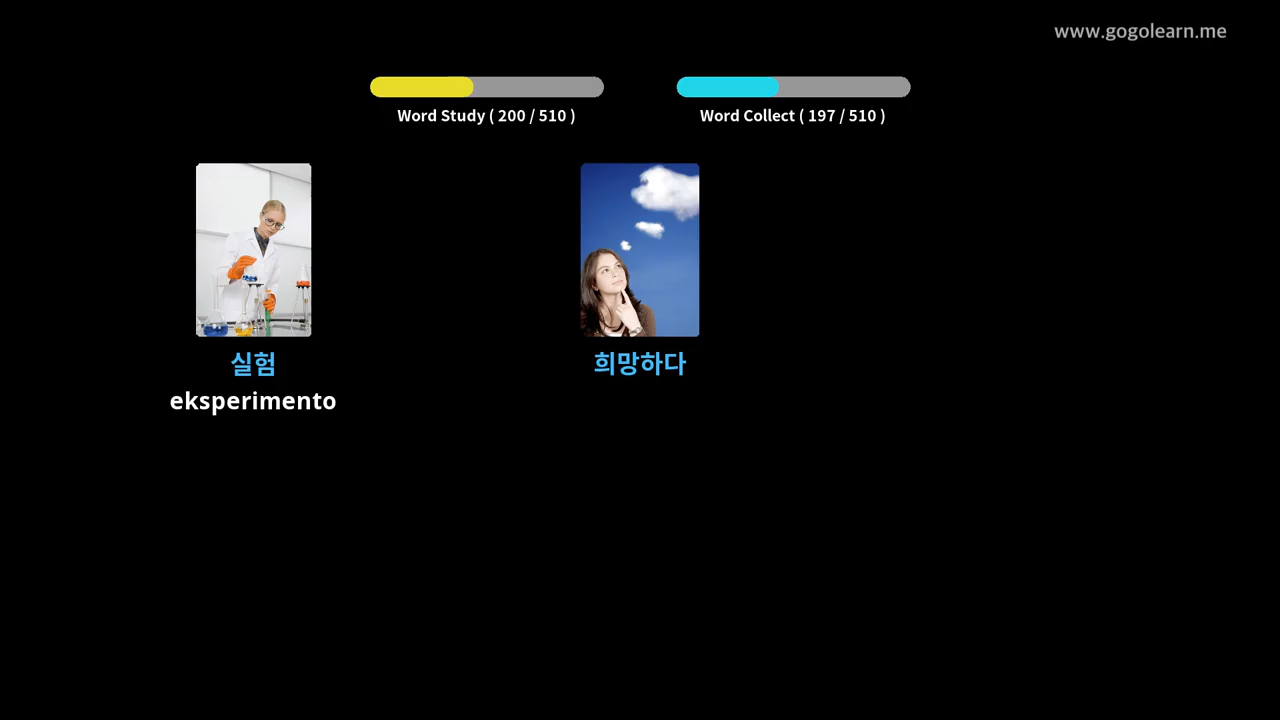 www.gogolearn.me
Word Study ( 200 / 510 )
Word Collect ( 197 / 510 )
실험
희망하다
eksperimento